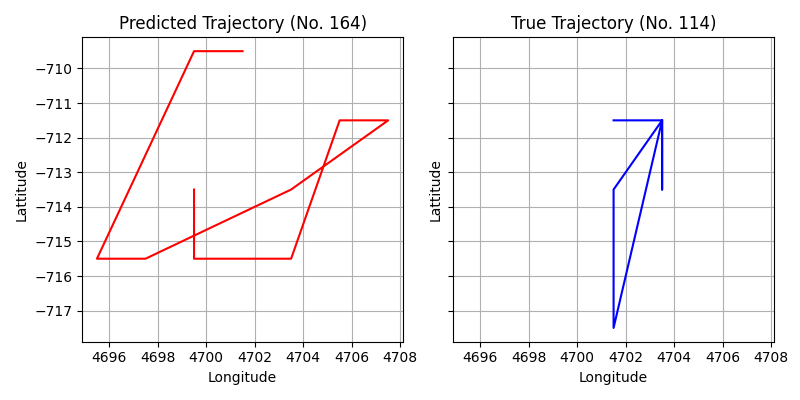 Predicted Trajectory (No. 164)
True Trajectory (No. 114)
Lattitude
−710
−711
−712
−713
−714
−715
−716
−717
4696 4698 4700 4702 4704 4706 4708
Longitude
Lattitude
4696 4698 4700 4702 4704 4706 4708
Longitude